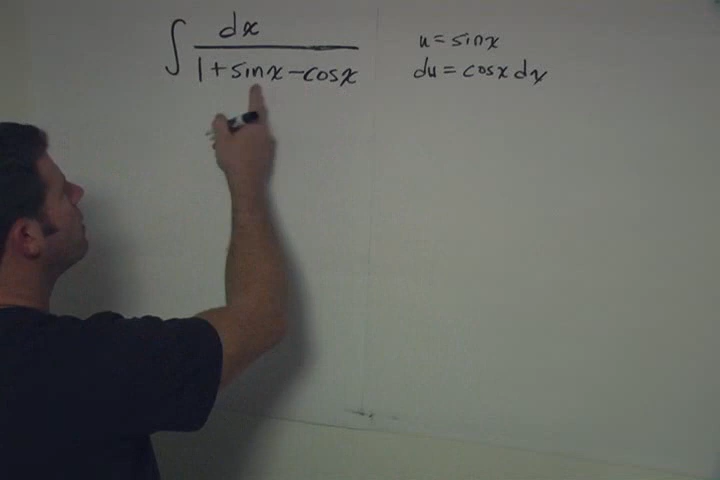 ∫ dx / (1 + sinx - cosx)
u = sinx
du = cosx dx